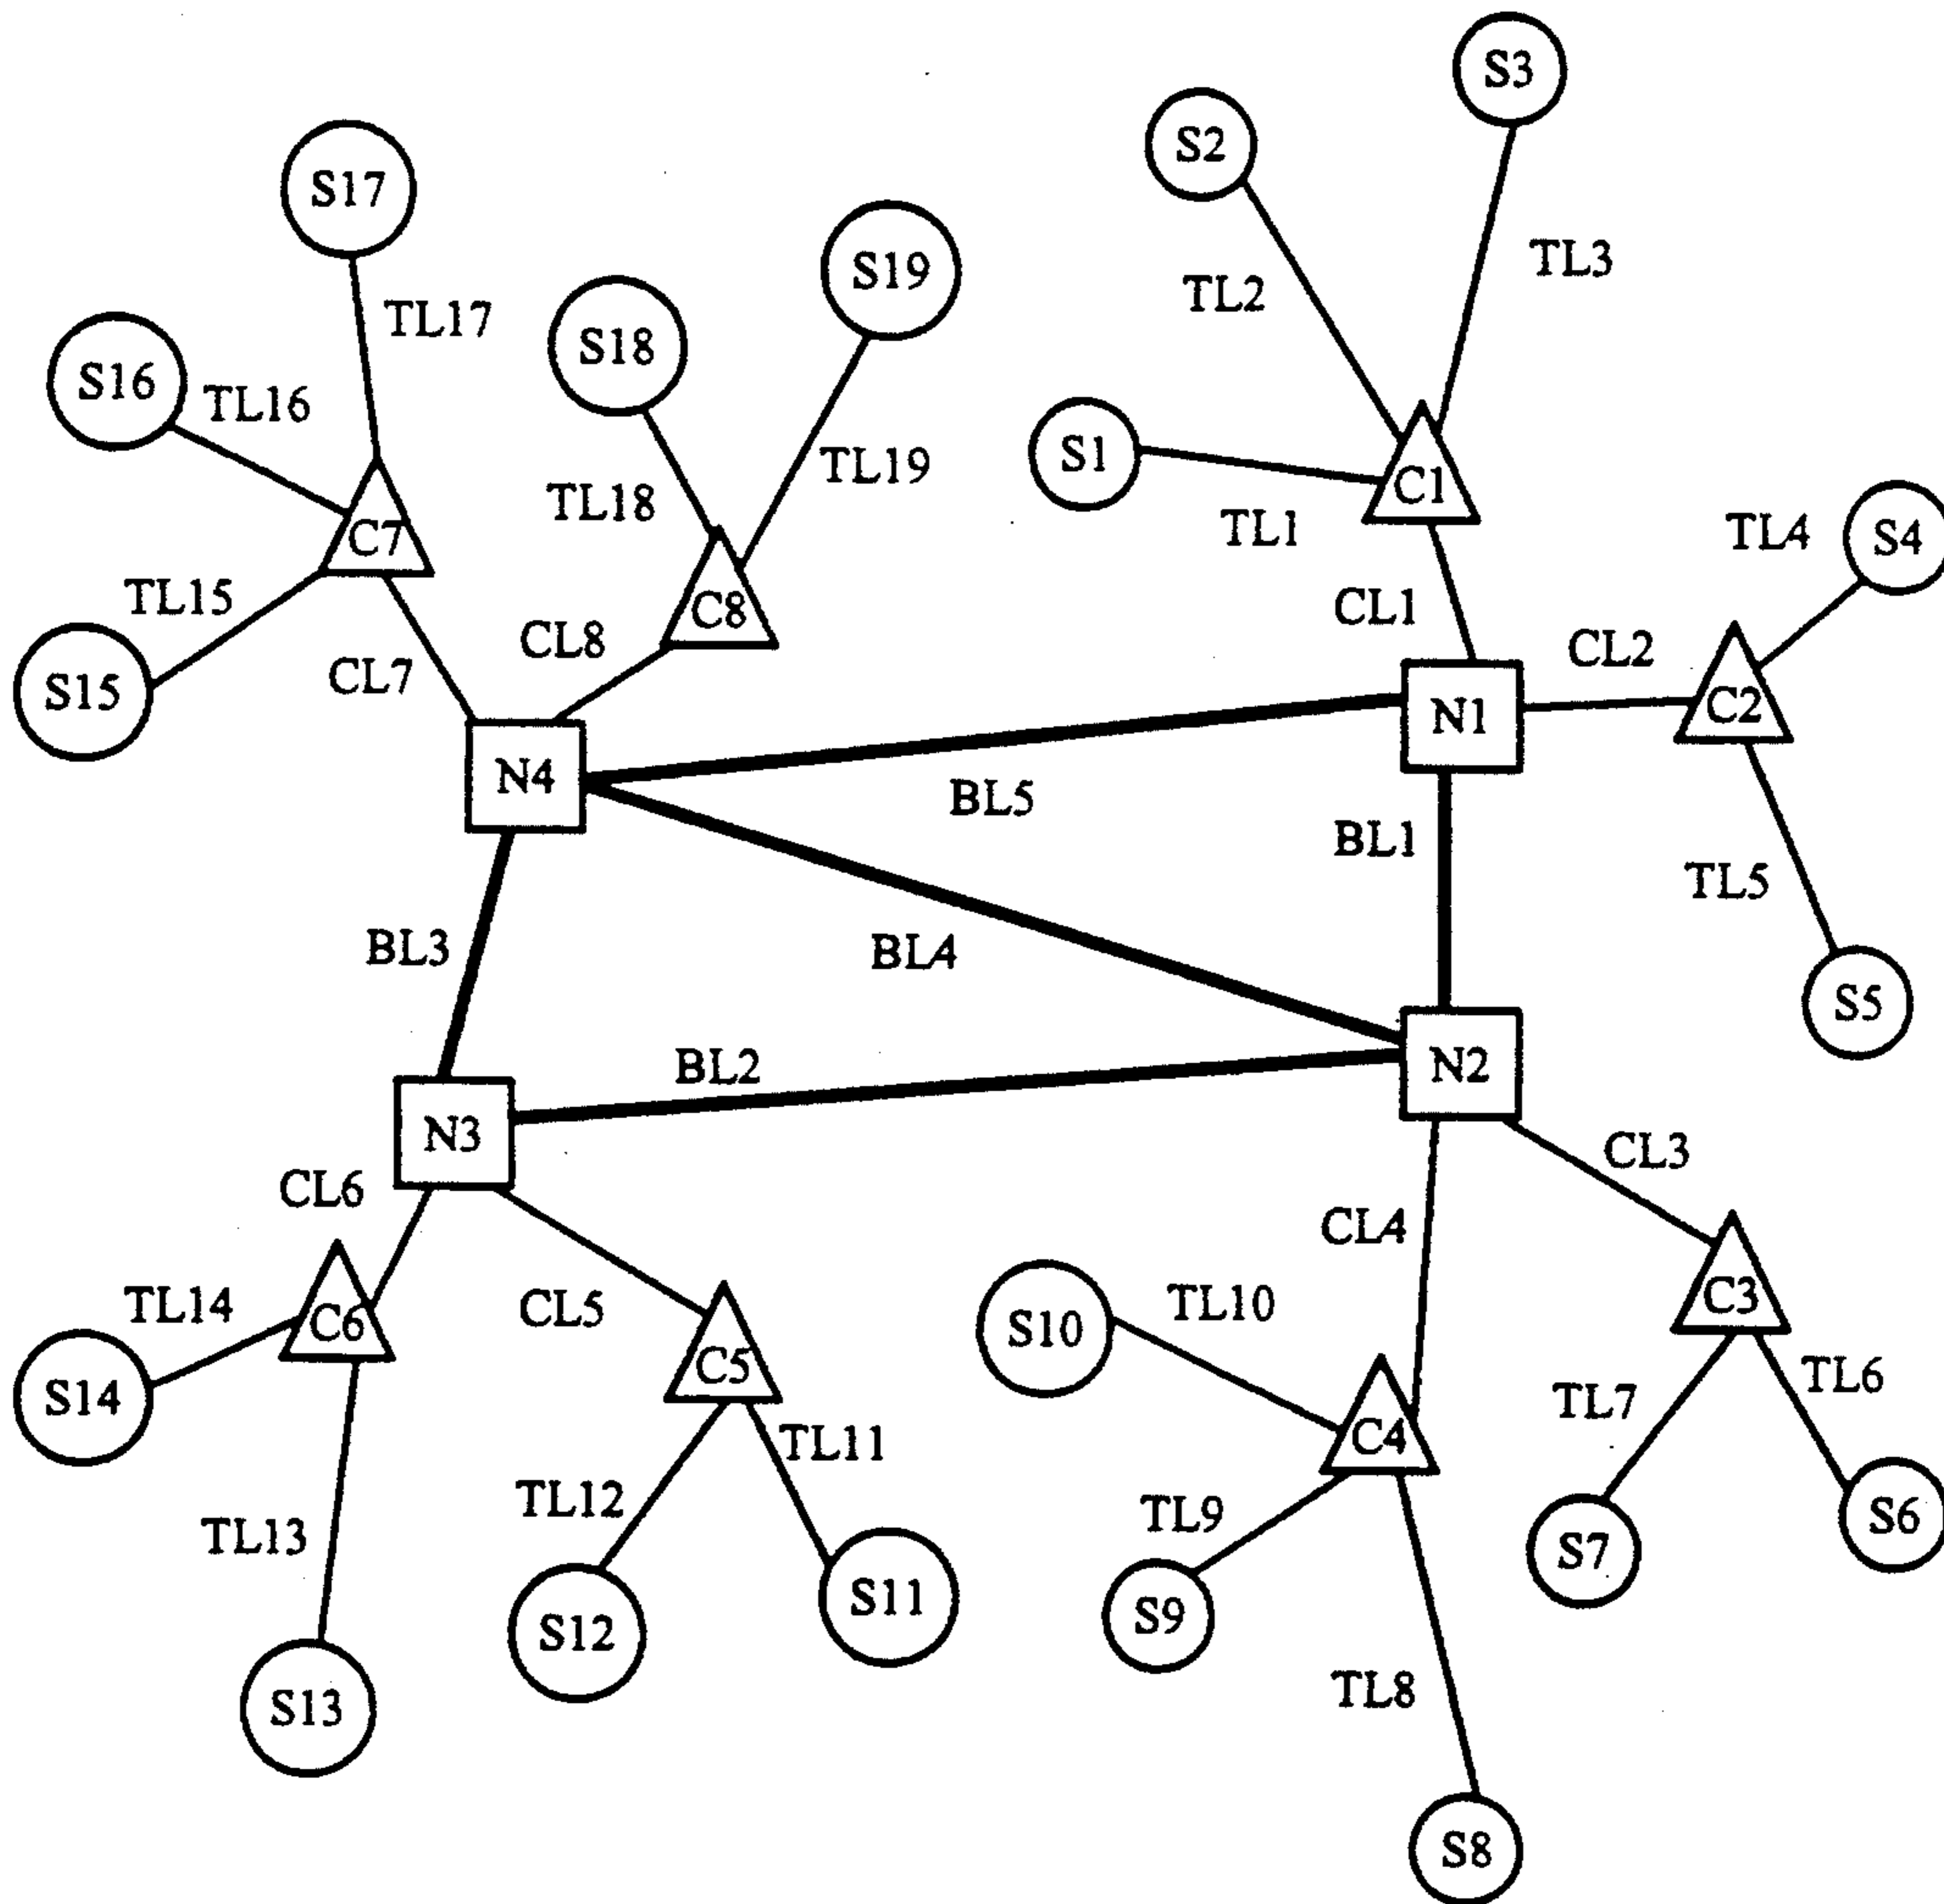 S3
S2
S17
S19
TL3
TL2
TL17
S18
S16
TL16
S1
TL19
C1
TL18
TL1
TL4
S4
C7
TL15
CL1
C8
CL8
CL2
CL7
S15
C2
N1
N4
BL5
BL1
TL5
BL3
BL4
S5
BL2
N2
N3
CL3
CL6
CL4
C3
TL14
TL10
CL5
C6
S10
C5
TL6
S14
TL7
C4
TL11
TL12
TL9
S6
TL13
S7
S11
S9
S12
TL8
S13
S8